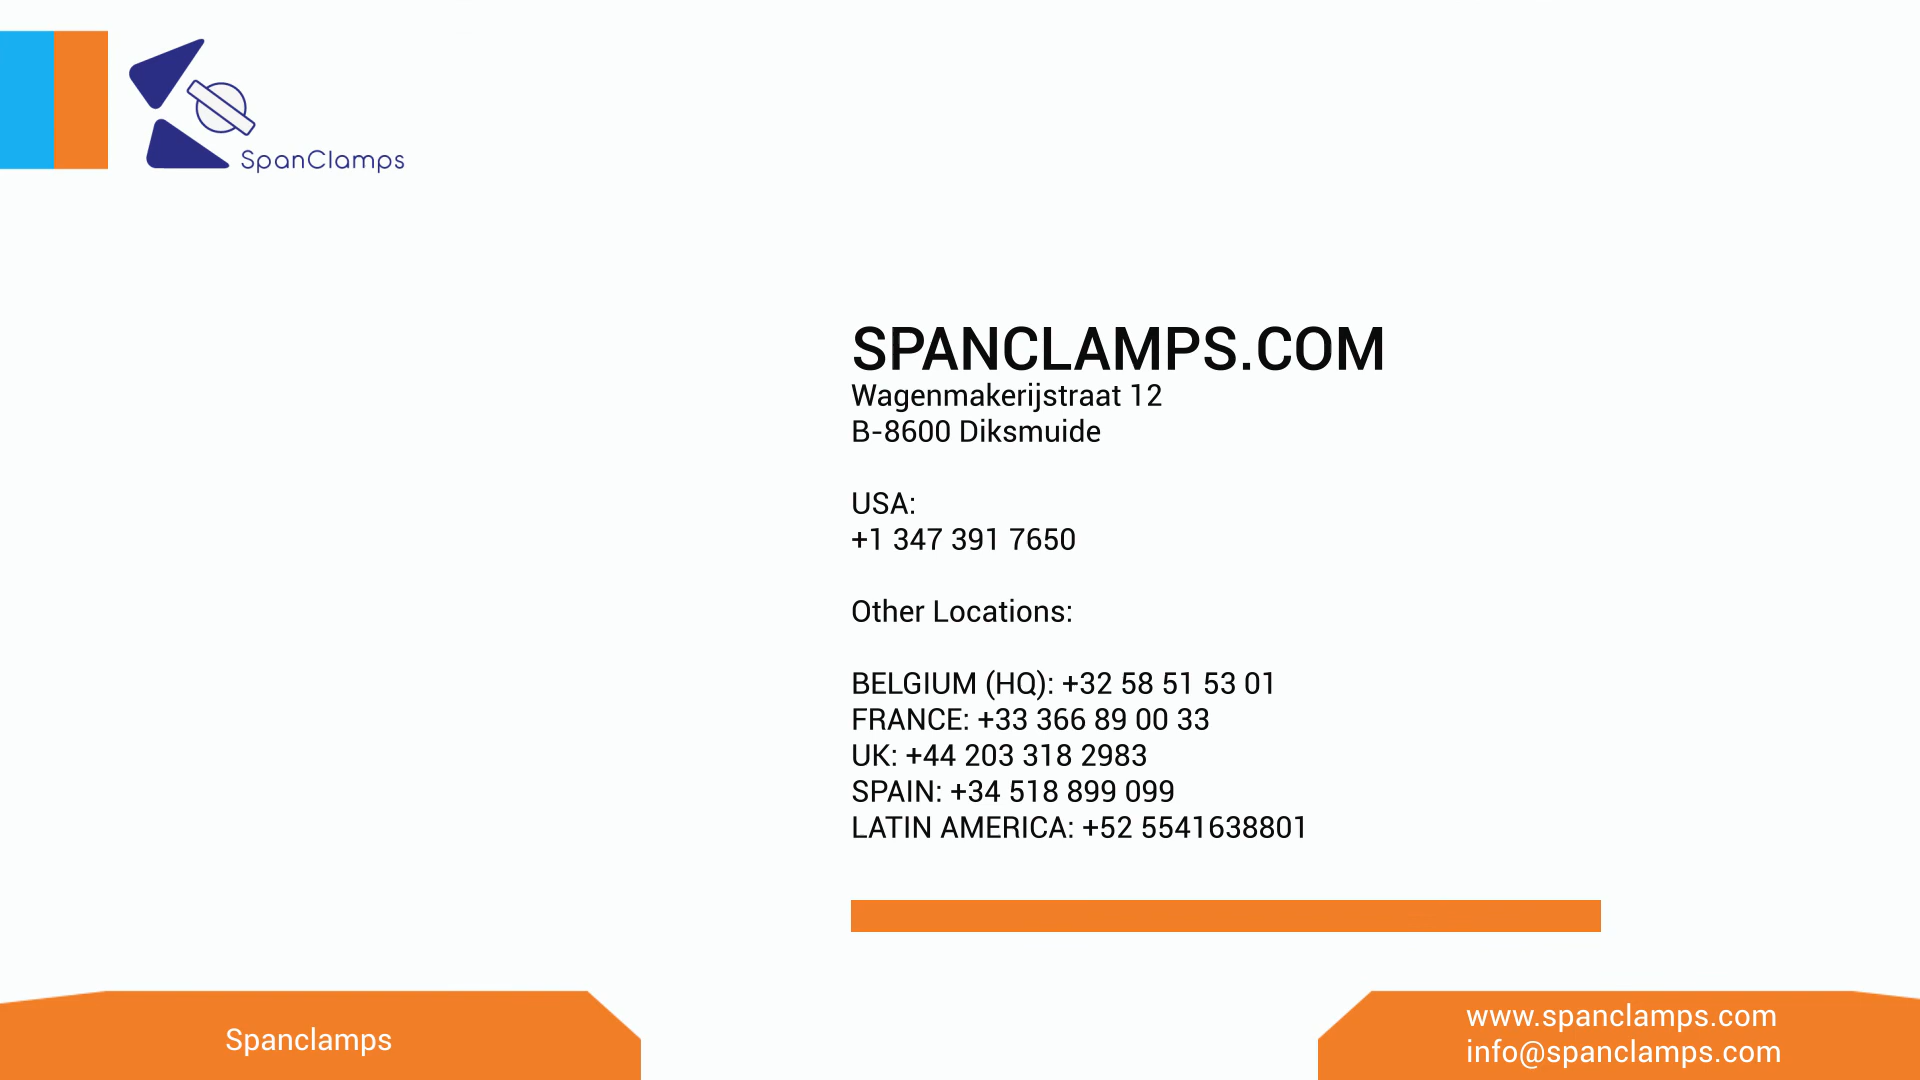 SpanClamps
SPANCLAMPS.COM
Wagenmakerijstraat 12
B-8600 Diksmuide
USA:
+1 347 391 7650
Other Locations:
BELGIUM (HQ): +32 58 51 53 01
FRANCE: +33 366 89 00 33
UK: +44 203 318 2983
SPAIN: +34 518 899 099
LATIN AMERICA: +52 5541638801
Spanclamps
www.spanclamps.com
info@spanclamps.com